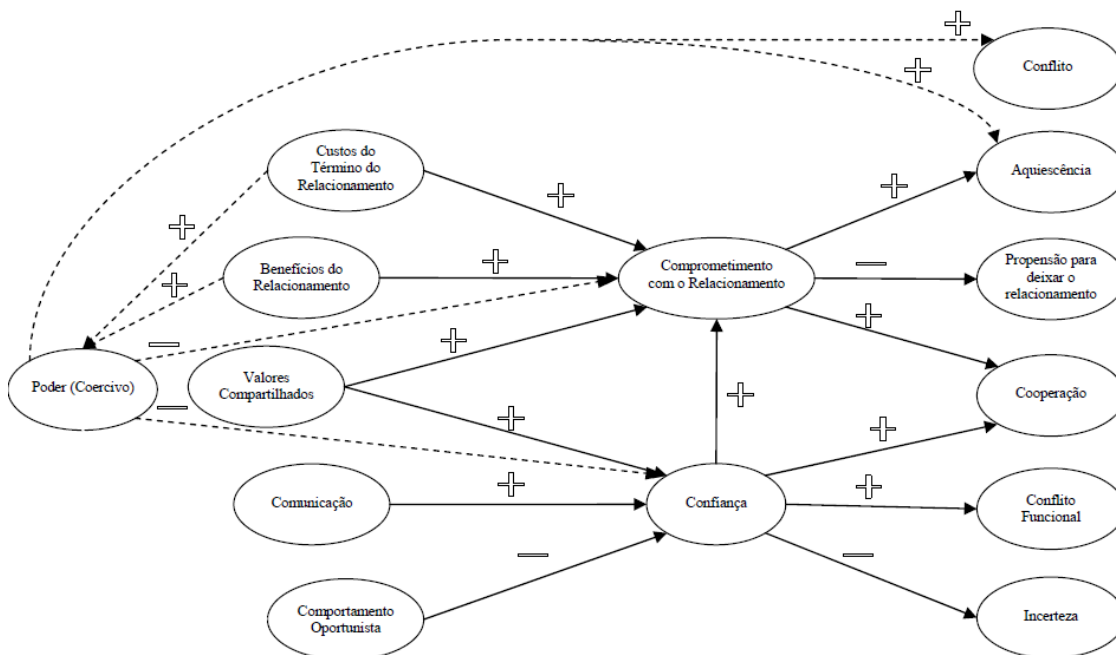 Conflito
Custos do
Término do
Relacionamento
Aquiescência
Benefícios do
Relacionamento
Comprometimento
com o Relacionamento
Propensão para
deixar o
relacionamento
Poder (Coercivo)
Valores
Compartilhados
Cooperação
Comunicação
Confiança
Conflito
Funcional
Comportamento
Oportunista
Incerteza